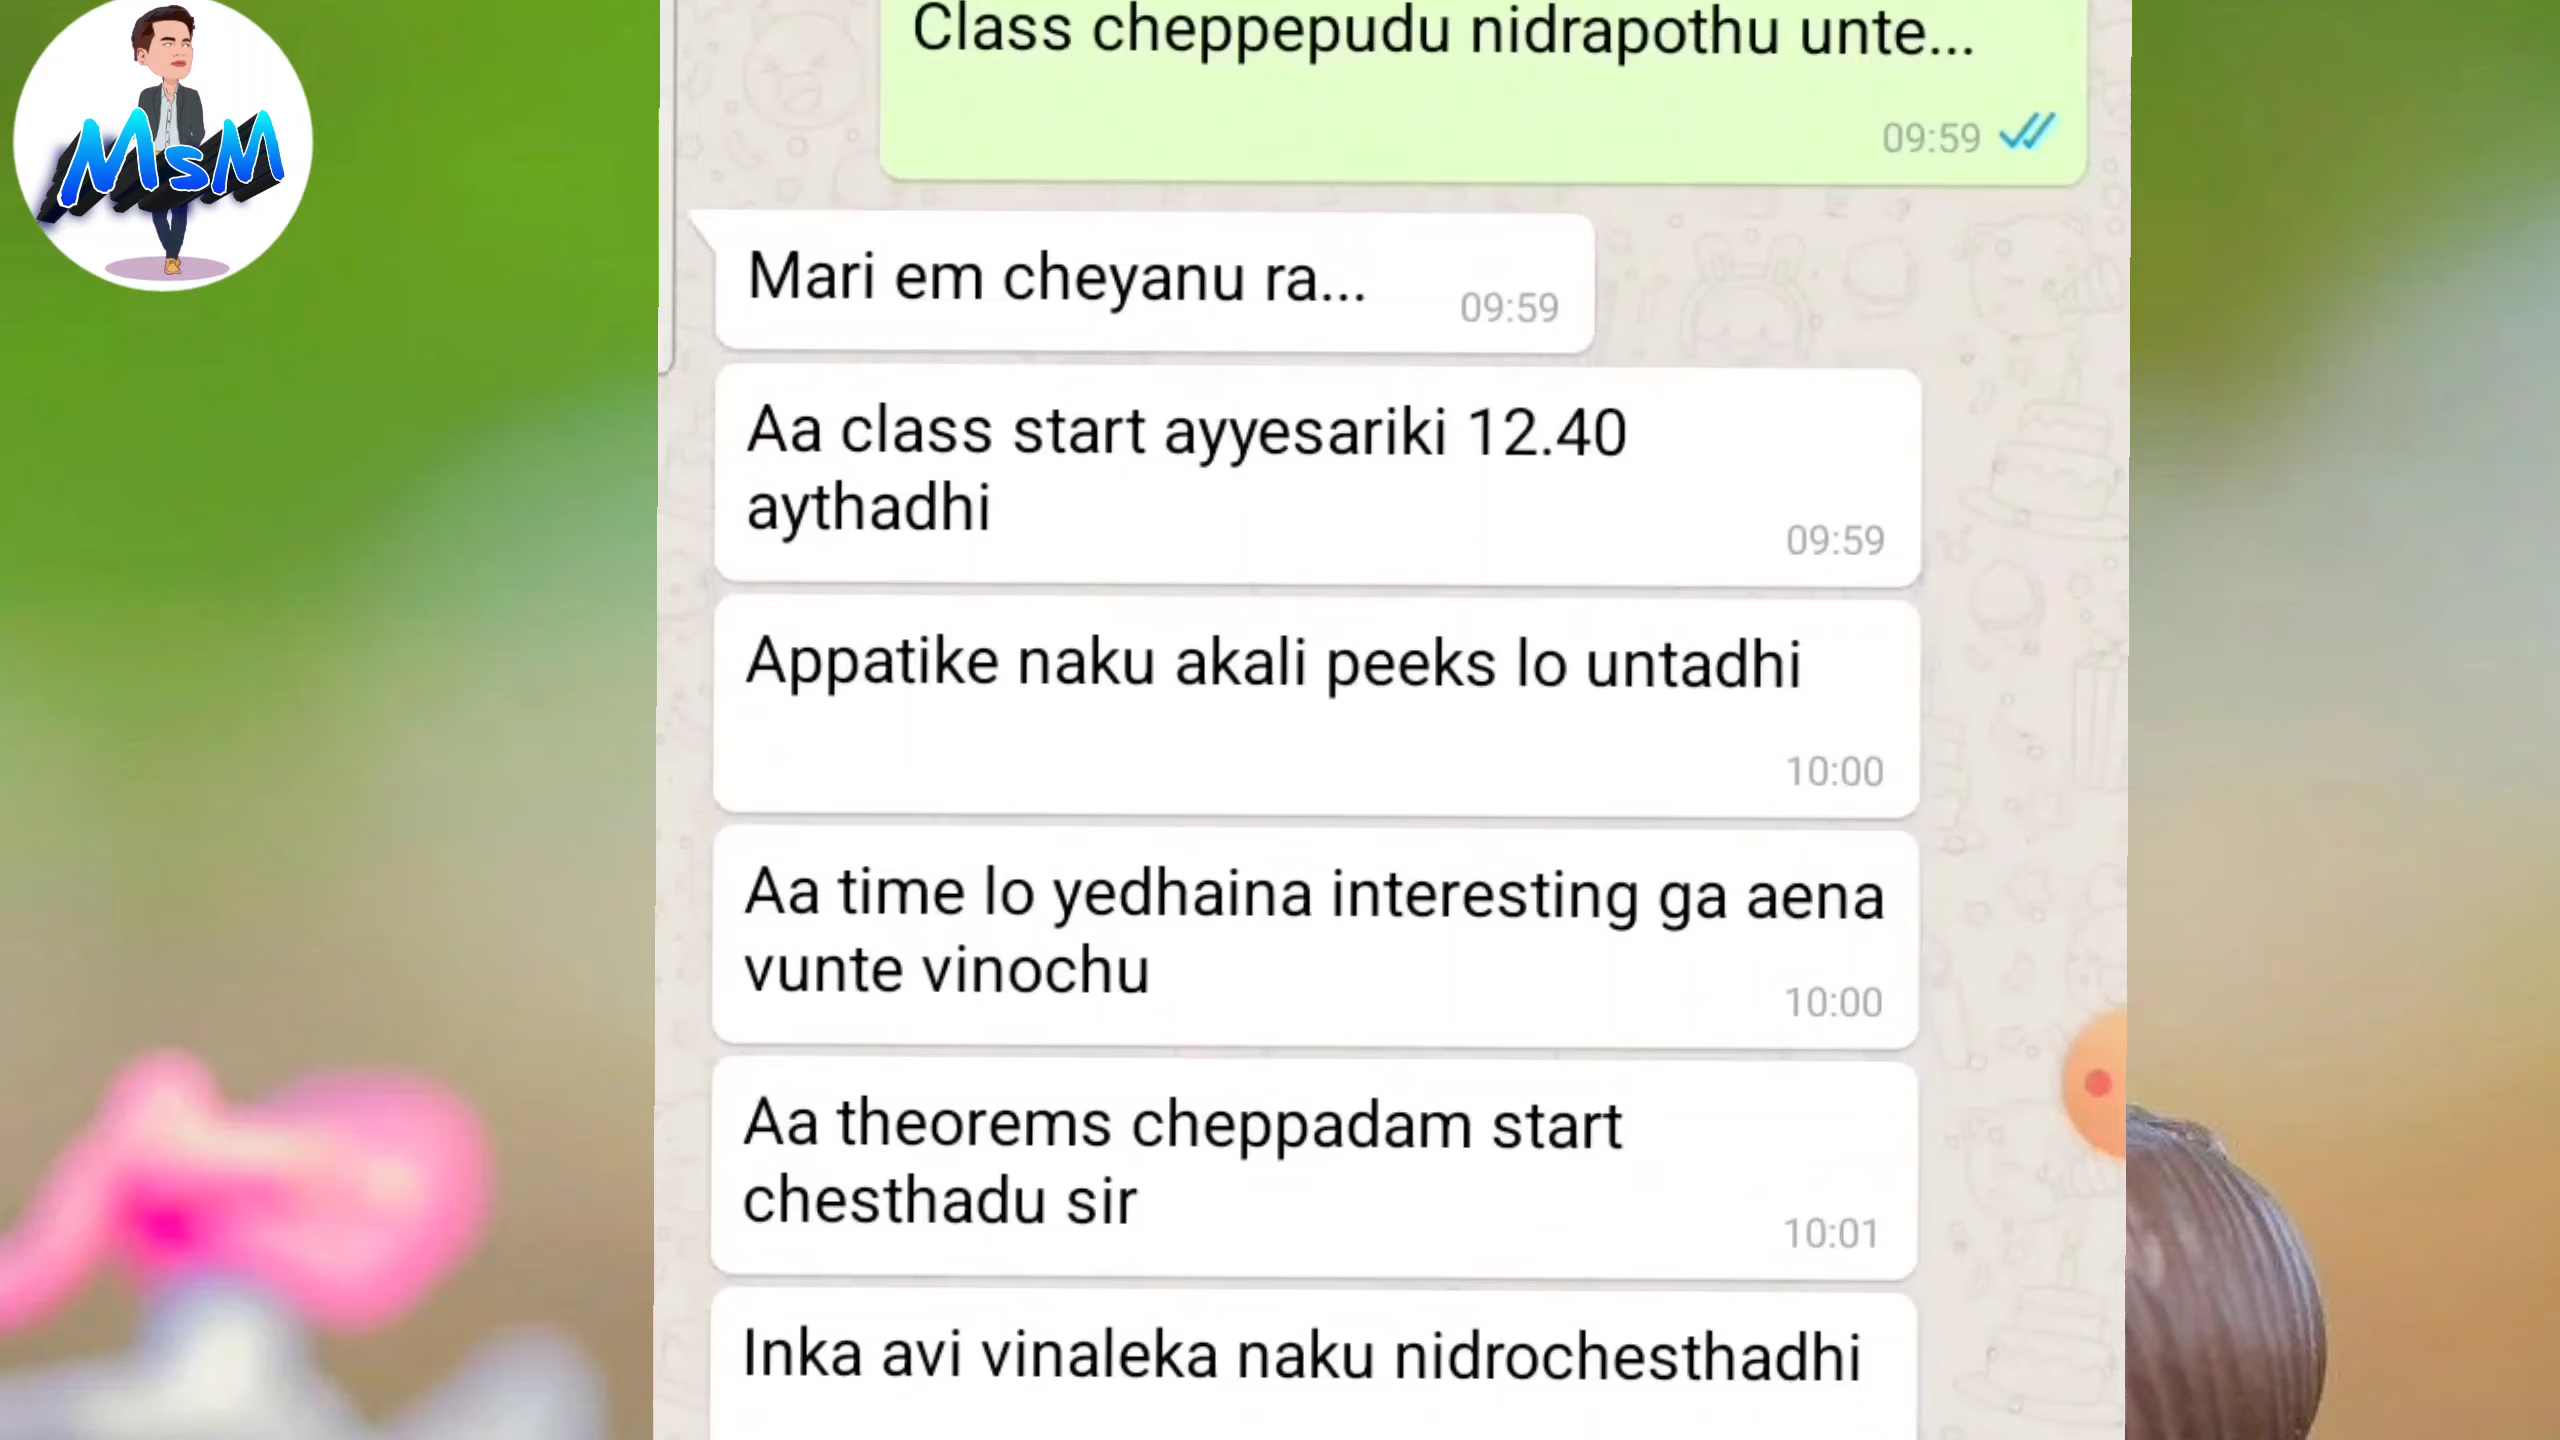 MsM
Class cheppepudu nidrapothu unte...
09:59
Mari em cheyanu ra...
09:59
Aa class start ayyesariki 12.40
aythadhi
09:59
Appatike naku akali peeks lo untadhi
10:00
Aa time lo yedhaina interesting ga aena
vunte vinochu
10:00
Aa theorems cheppadam start
chesthadu sir
10:01
Inka avi vinaleka naku nidrochesthadhi